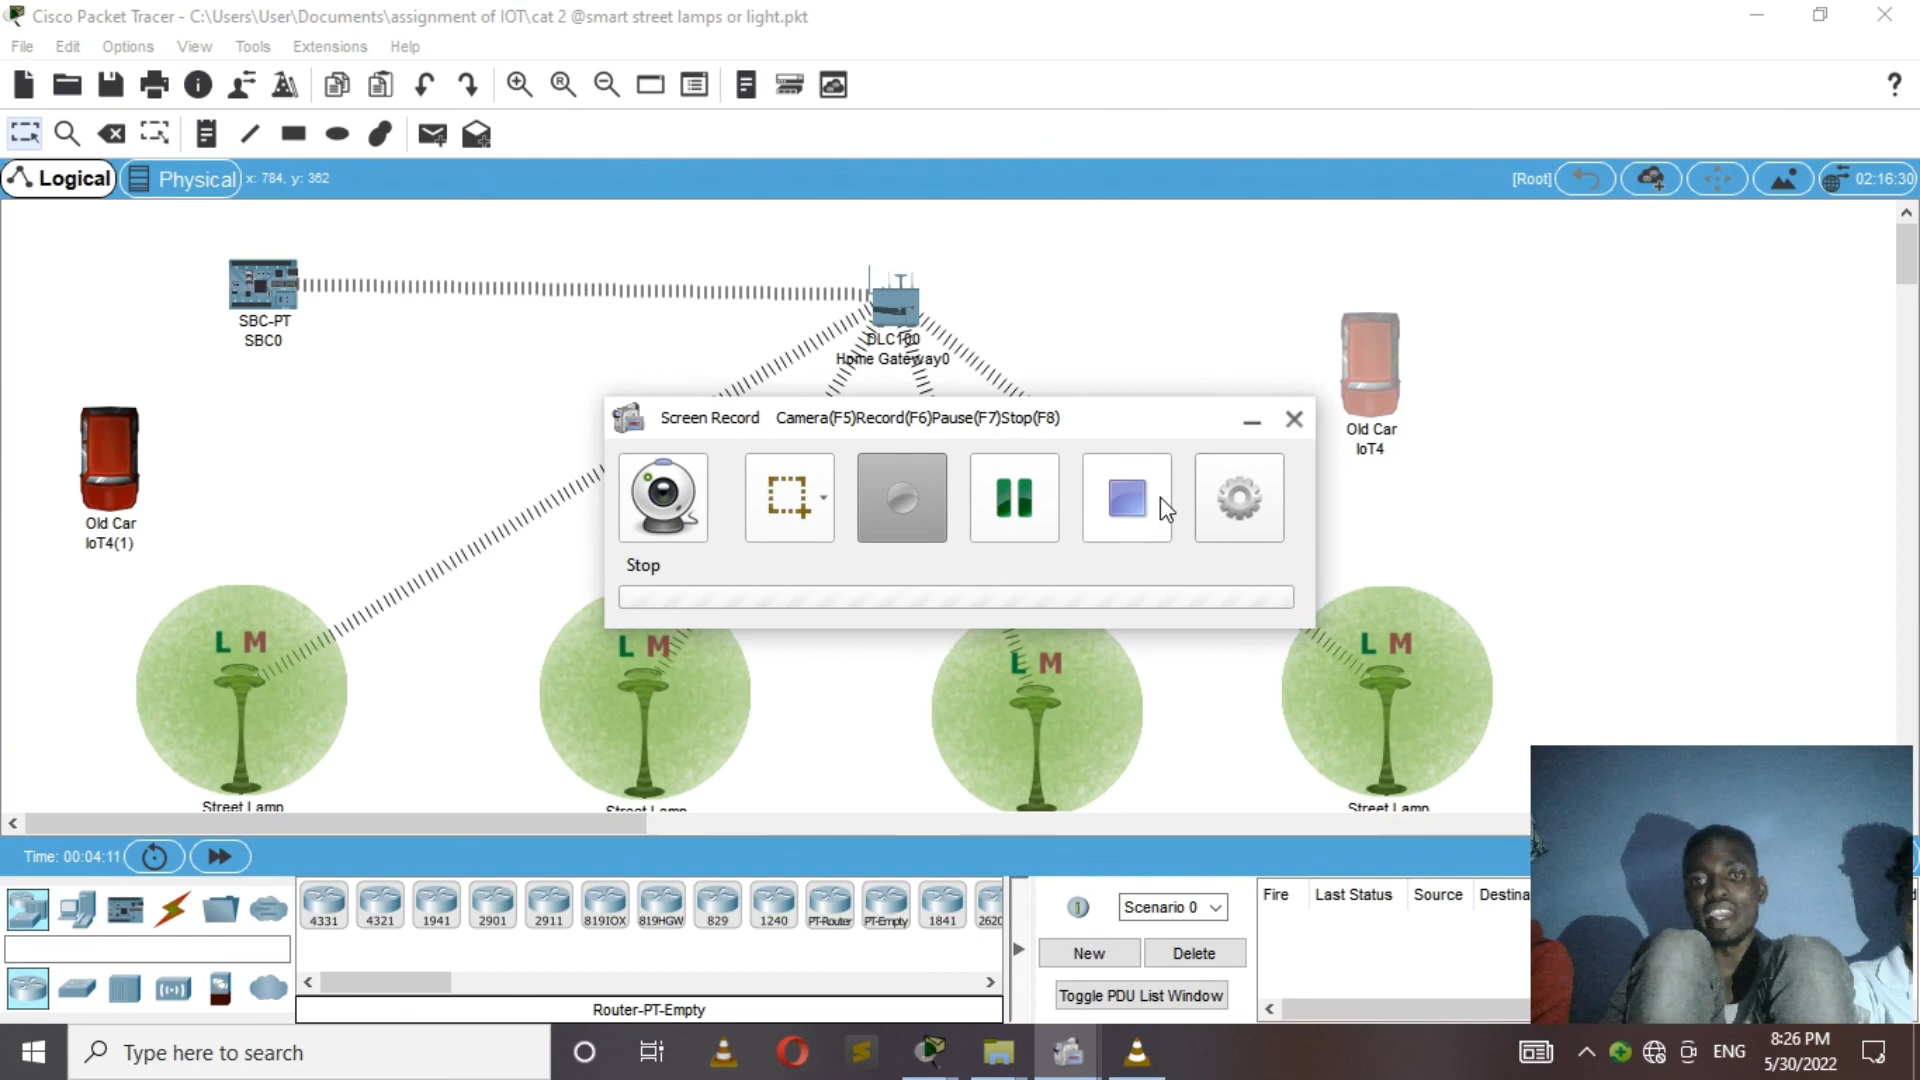 Cisco Packet Tracer - C:\Users\User\Documents\assignment of IOT\cat 2 @smart street lamps or light.pkt
File Edit Options View Tools Extensions Help
?
Logical Physical x: 784, y: 362 [Root] 02:16:30
SBC-PT
SBC0
DLC100
Home Gateway0
Old Car
IoT4
Old Car
IoT4(1)
Screen Record Camera(F5)Record(F6)Pause(F7)Stop(F8)
Stop
L M
L M
L M
L M
Street Lamp
Street Lamp
Street Lamp
Time: 00:04:11
4331 4321 1941 2901 2911 819IOX 819HGW 829 1240 PT-Router PT-Empty 1841 2620
Router-PT-Empty
Scenario 0
New Delete
Toggle PDU List Window
Fire Last Status Source Destina
Type here to search
ENG
8:26 PM
5/30/2022